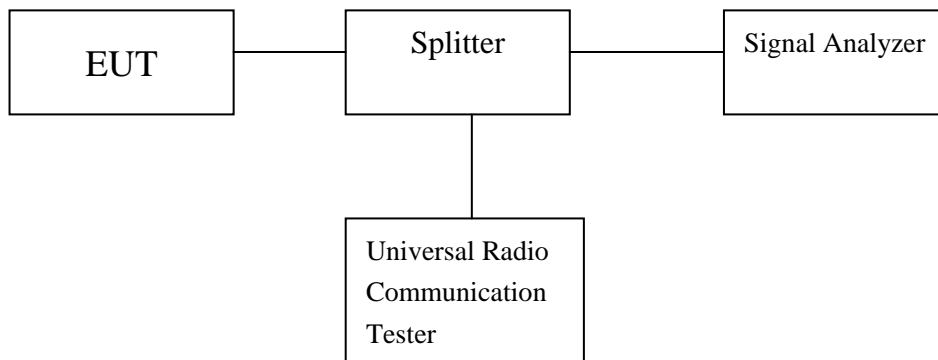 EUT
Splitter
Signal Analyzer
Universal Radio
Communication
Tester